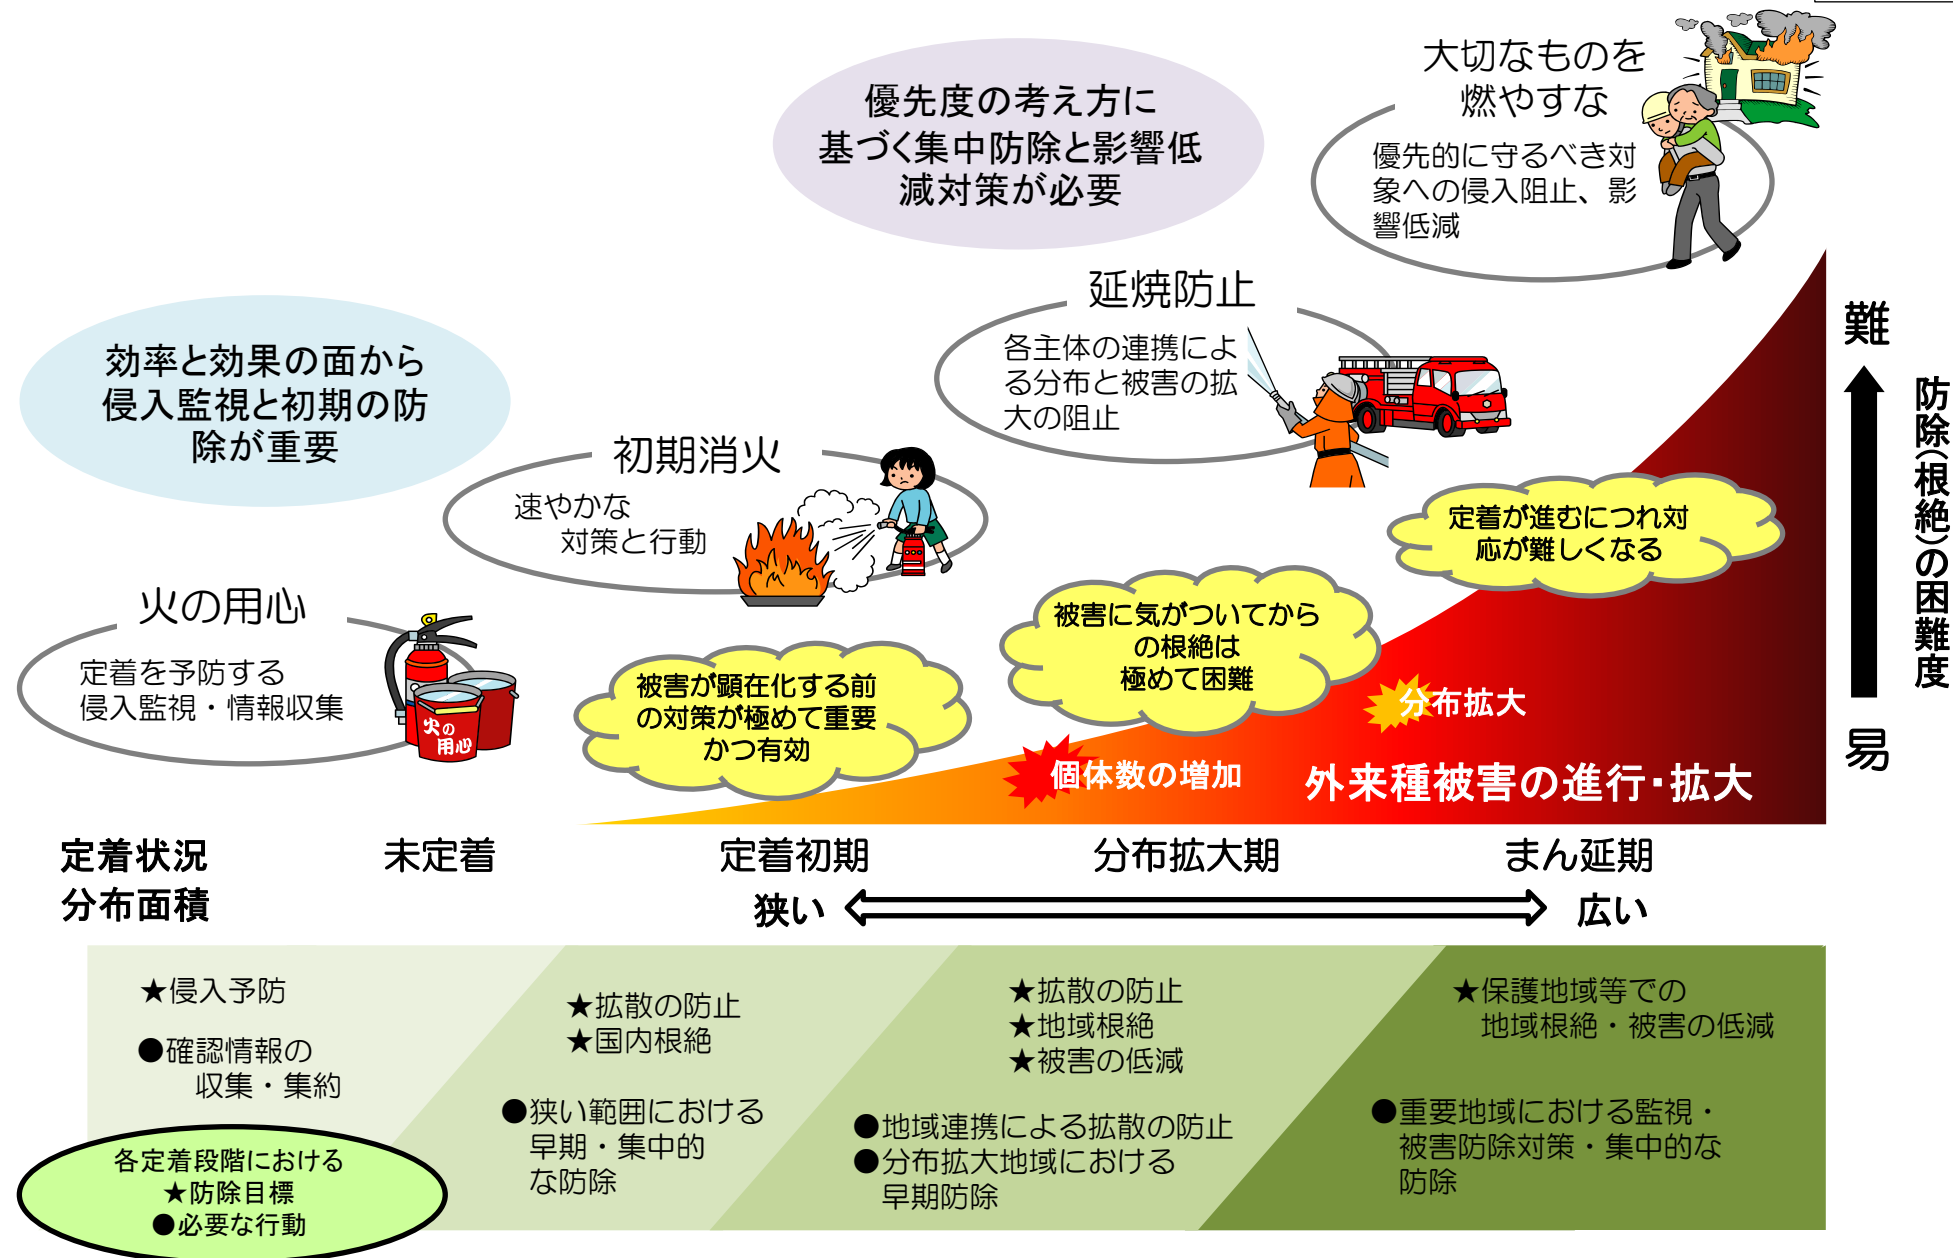 大切なものを
燃やすな
優先的に守るべき対
象への侵入阻止、影
響低減
優先度の考え方に
基づく集中防除と影響低
減対策が必要
延焼防止
各主体の連携によ
る分布と被害の拡
大の阻止
効率と効果の面から
侵入監視と初期の防
除が重要
初期消火
速やかな
対策と行動
火の用心
定着を予防する
侵入監視・情報収集
火の
用心
難
防除(根絶)の困難度
易
定着が進むにつれ対
応が難しくなる
被害に気がついてから
の根絶は
極めて困難
被害が顕在化する前
の対策が極めて重要
かつ有効
分布拡大
個体数の増加
外来種被害の進行・拡大
定着状況 未定着 定着初期 分布拡大期 まん延期
分布面積 狭い 広い
★侵入予防
●確認情報の
収集・集約
★拡散の防止
★国内根絶
●狭い範囲における
早期・集中的
な防除
★拡散の防止
★地域根絶
★被害の低減
●地域連携による拡散の防止
●分布拡大地域における
早期防除
★保護地域等での
地域根絶・被害の低減
●重要地域における監視・
被害防除対策・集中的な
防除
各定着段階における
★防除目標
●必要な行動